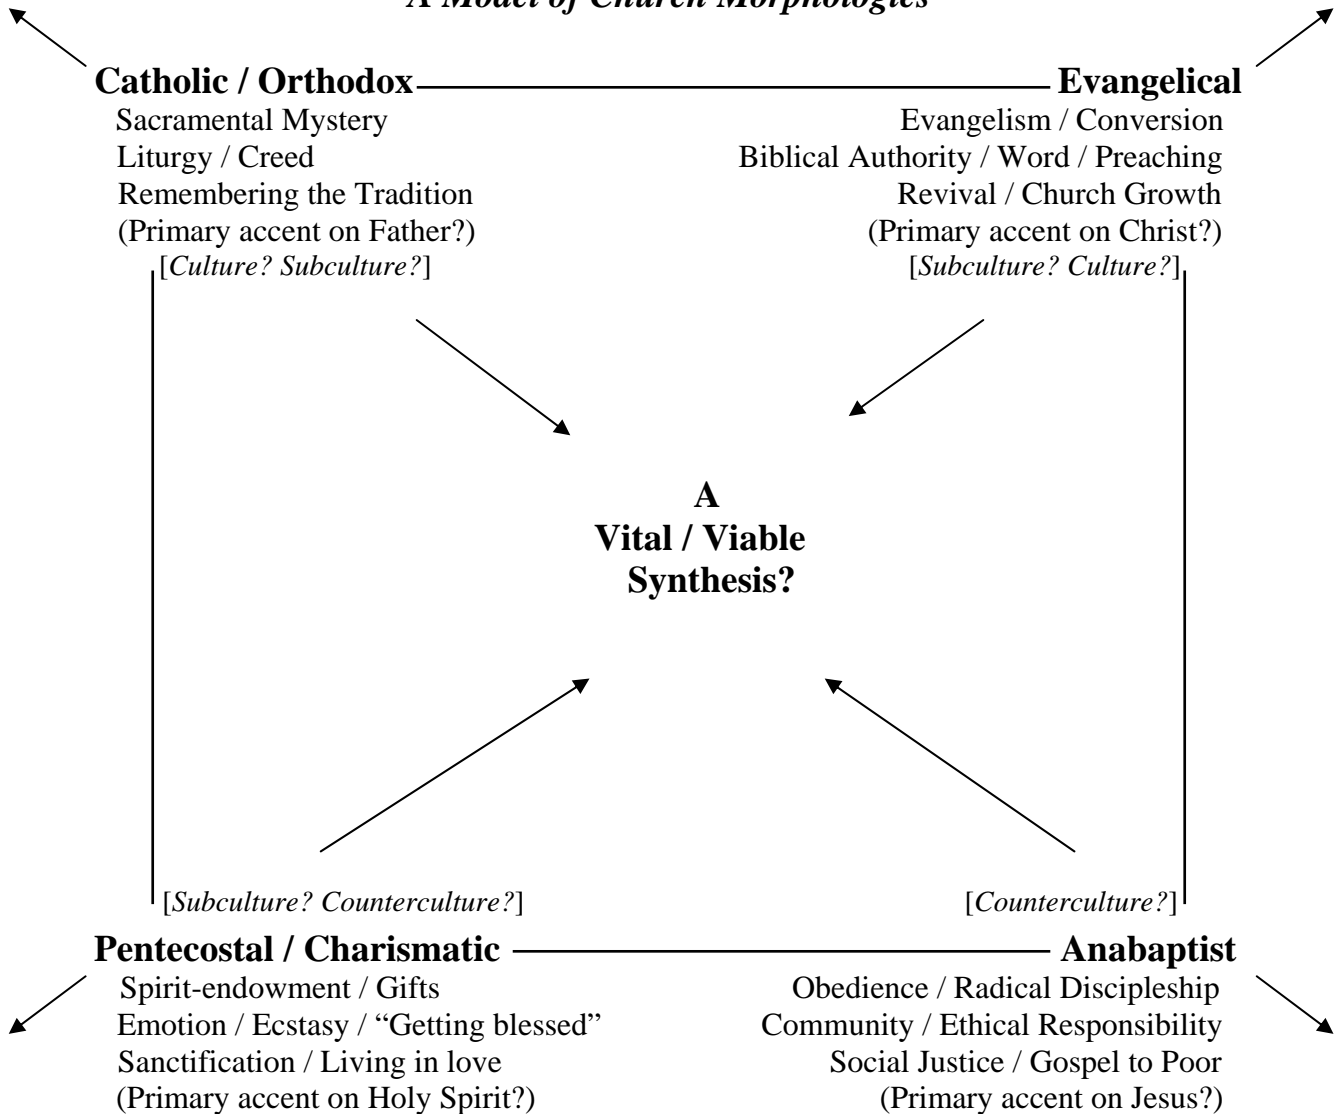 A Model of Church Morphologies
Catholic / Orthodox
Sacramental Mystery
Liturgy / Creed
Remembering the Tradition
(Primary accent on Father?)
[Culture? Subculture?]
Evangelical
Evangelism / Conversion
Biblical Authority / Word / Preaching
Revival / Church Growth
(Primary accent on Christ?)
[Subculture? Culture?]
A
Vital / Viable
Synthesis?
[Subculture? Counterculture?]
Pentecostal / Charismatic
Spirit-endowment / Gifts
Emotion / Ecstasy / “Getting blessed”
Sanctification / Living in love
(Primary accent on Holy Spirit?)
[Counterculture?]
Anabaptist
Obedience / Radical Discipleship
Community / Ethical Responsibility
Social Justice / Gospel to Poor
(Primary accent on Jesus?)